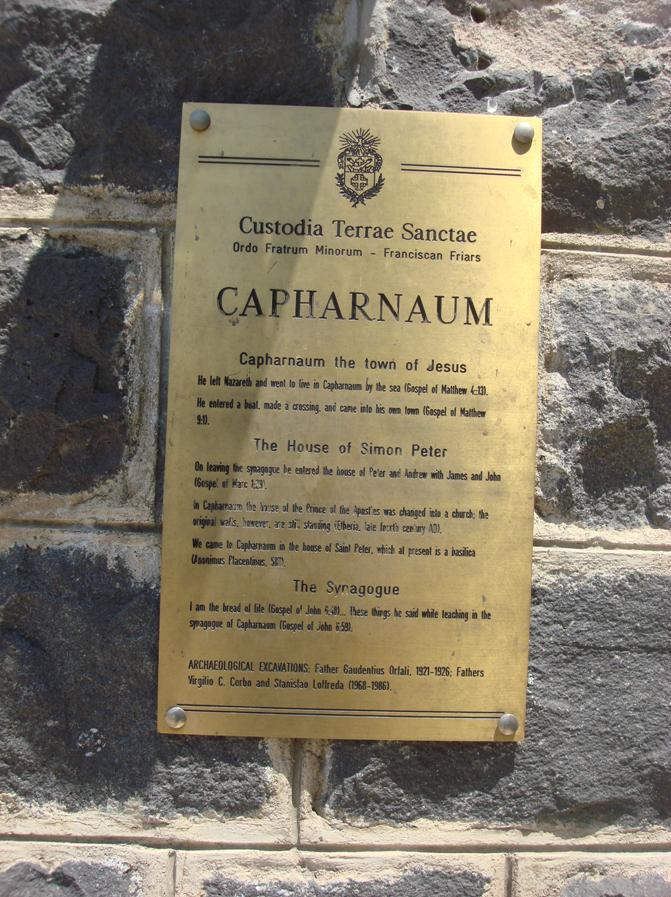 Custodia Terrae Sanctae
Ordo Fratrum Minorum - Franciscan Friars
CAPHARNAUM
Capharnaum the town of Jesus
He left Nazareth and went to live in Capharnaum by the sea (Gospel of Matthew 4-13).
He entered a boat, made a crossing, and came into his own town (Gospel of Matthew
9:1).
The House of Simon Peter
On leaving the synagogue he entered the house of Peter and Andrew with James and John
(Gospel of Marc 1:29).
In Capharnaum the house of the Prince of the Apostles was changed into a church; the
original walls, however, are still standing (Etheria, late fourth century AD).
We came to Capharnaum in the house of Saint Peter, which at present is a basilica
(Anonimus Placentinus,
The Synagogue
I am the bread of life (Gospel of John These things he said while teaching in the
synagogue of Capharnaum (Gospel of John 6:59).
ARCHAEOLOGICAL EXCAVATIONS: Father Gaudentius Orfali, 1921-1926; Fathers
Virgilio C. Corbo and Stanislao Loffreda (1968-1986).